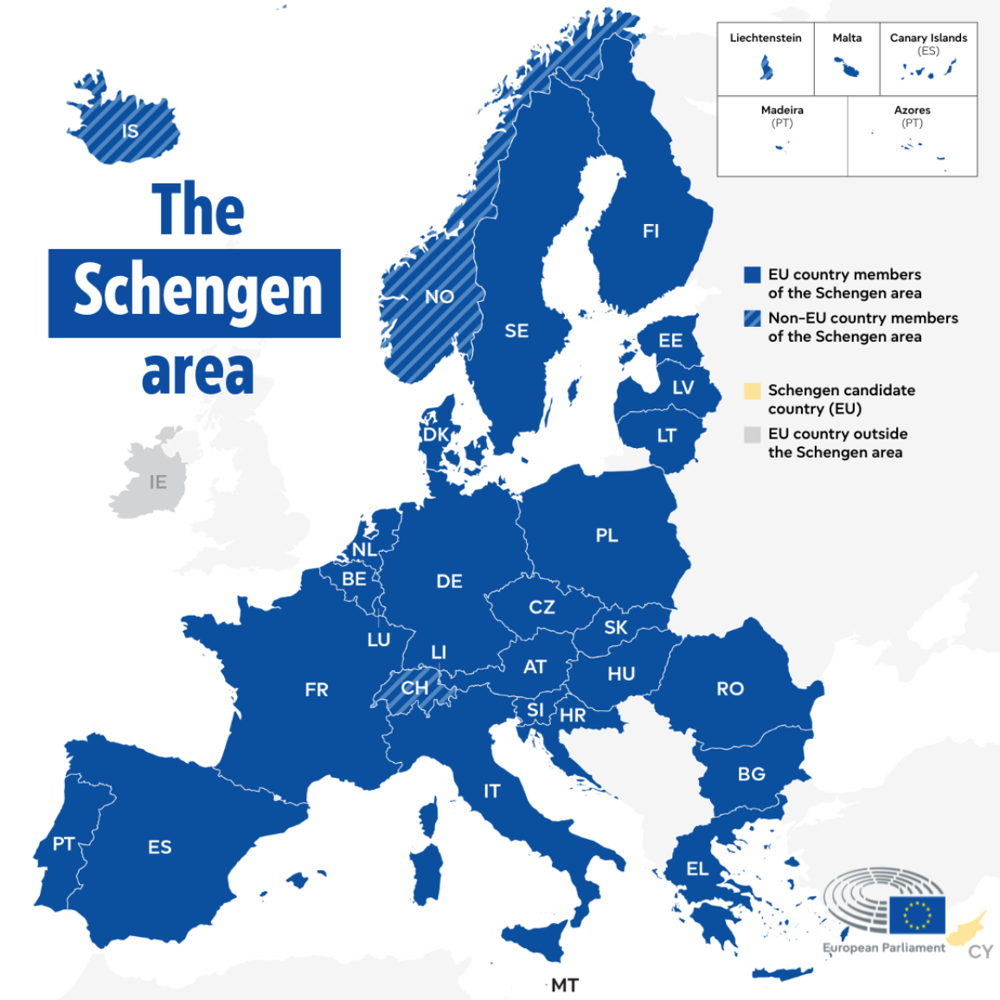 The
Schengen
area
Liechtenstein
Malta
Canary Islands
(ES)
Madeira
(PT)
Azores
(PT)
EU country members
of the Schengen area
Non-EU country members
of the Schengen area
Schengen candidate
country (EU)
EU country outside
the Schengen area
IS
NO
SE
FI
EE
LV
LT
DK
IE
NL
BE
LU
DE
PL
CZ
SK
LI
CH
AT
HU
FR
SI
HR
RO
BG
IT
PT
ES
EL
MT
CY
European Parliament